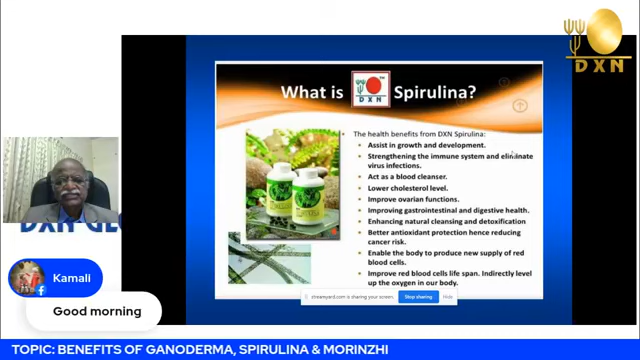 DXN
What is DXN Spirulina?
The health benefits from DXN Spirulina:
Assist in growth and development.
Strengthening the immune system and eliminate
virus infections.
Act as a blood cleanser.
Lower cholesterol level.
Improve ovarian functions.
Improving gastrointestinal and digestive health.
Enhancing natural cleansing and detoxification
Better antioxidant protection hence reducing
cancer risk.
Enable the body to produce new supply of red
blood cells.
Improve red blood cells life span. Indirectly level
up the oxygen in our body.
streamyard.com is sharing your screen.
Stop sharing
Hide
DXN
Kamali
Good morning
TOPIC: BENEFITS OF GANODERMA, SPIRULINA & MORINZHI